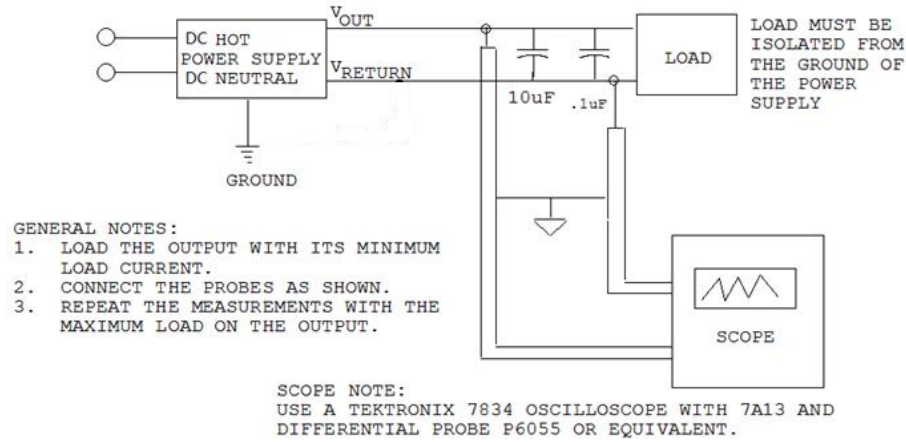 V_OUT
DC HOT
POWER SUPPLY
DC NEUTRAL
V_RETURN
GROUND
10uF
.1uF
LOAD
LOAD MUST BE
ISOLATED FROM
THE GROUND OF
THE POWER
SUPPLY
GENERAL NOTES:
1. LOAD THE OUTPUT WITH ITS MINIMUM
LOAD CURRENT.
2. CONNECT THE PROBES AS SHOWN.
3. REPEAT THE MEASUREMENTS WITH THE
MAXIMUM LOAD ON THE OUTPUT.
SCOPE
SCOPE NOTE:
USE A TEKTRONIX 7834 OSCILLOSCOPE WITH 7A13 AND
DIFFERENTIAL PROBE P6055 OR EQUIVALENT.